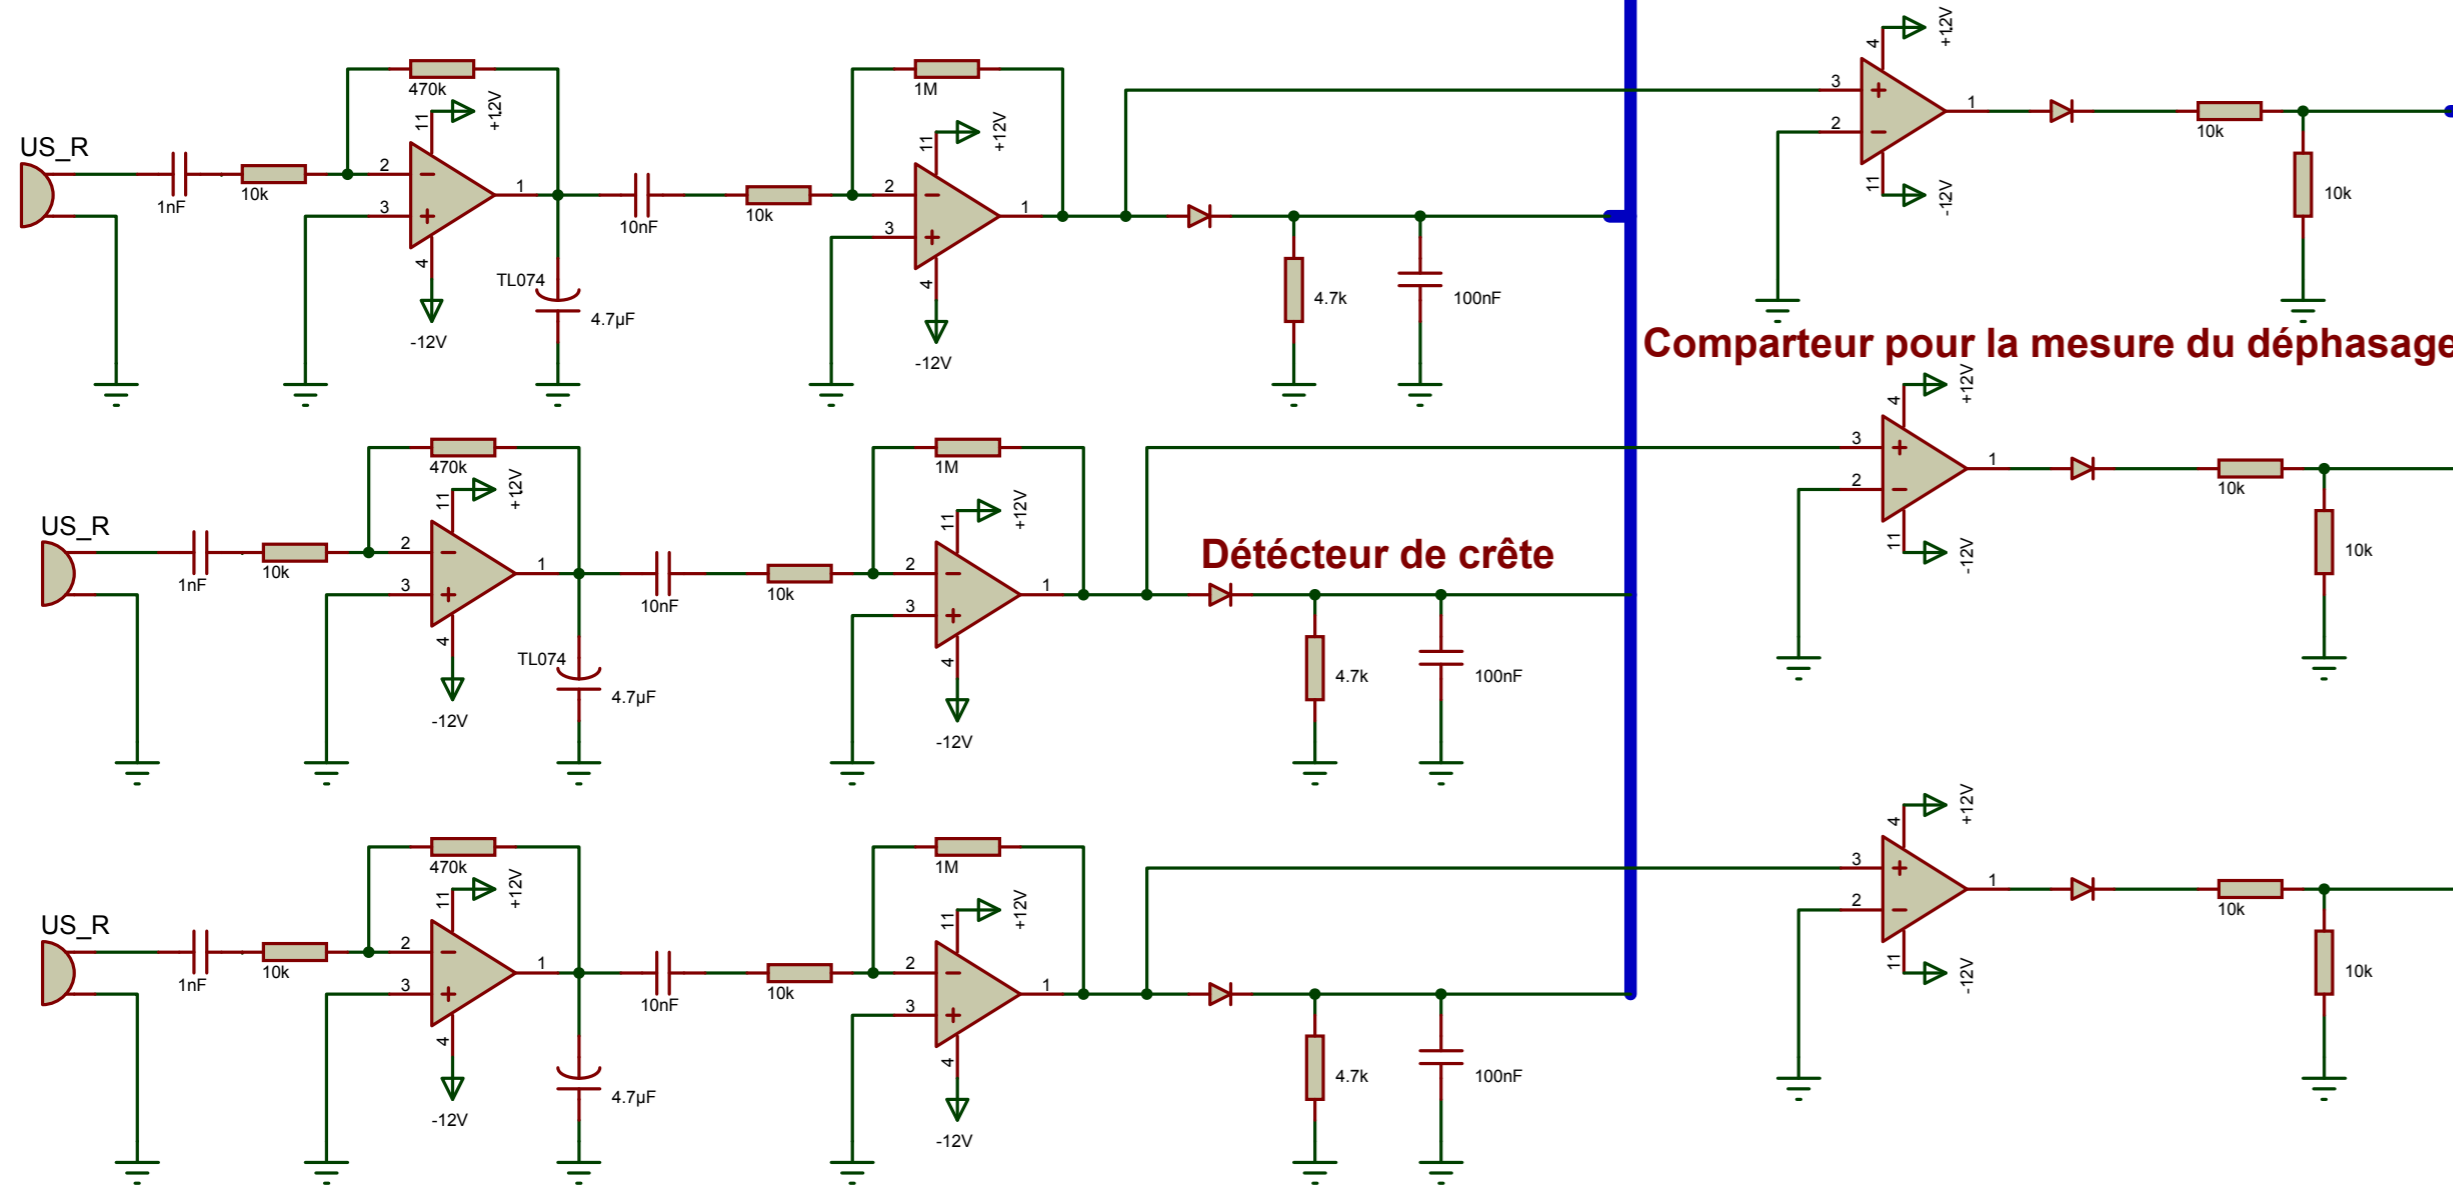 US_R
1nF
10k
470k
11
+12V
2
3
1
4
-12V
TL074
4.7µF
10nF
10k
1M
11
+12V
2
3
1
4
-12V
4.7k
100nF
4
+12V
3
2
1
11
-12V
10k
10k
Comparteur pour la mesure du déphasage
US_R
1nF
10k
470k
11
+12V
2
3
1
4
-12V
TL074
4.7µF
10nF
10k
1M
11
+12V
2
3
1
4
-12V
Détécteur de crête
4.7k
100nF
4
+12V
3
2
1
11
-12V
10k
10k
US_R
1nF
10k
470k
11
+12V
2
3
1
4
-12V
4.7µF
10nF
10k
1M
11
+12V
2
3
1
4
-12V
4.7k
100nF
4
+12V
3
2
1
11
-12V
10k
10k